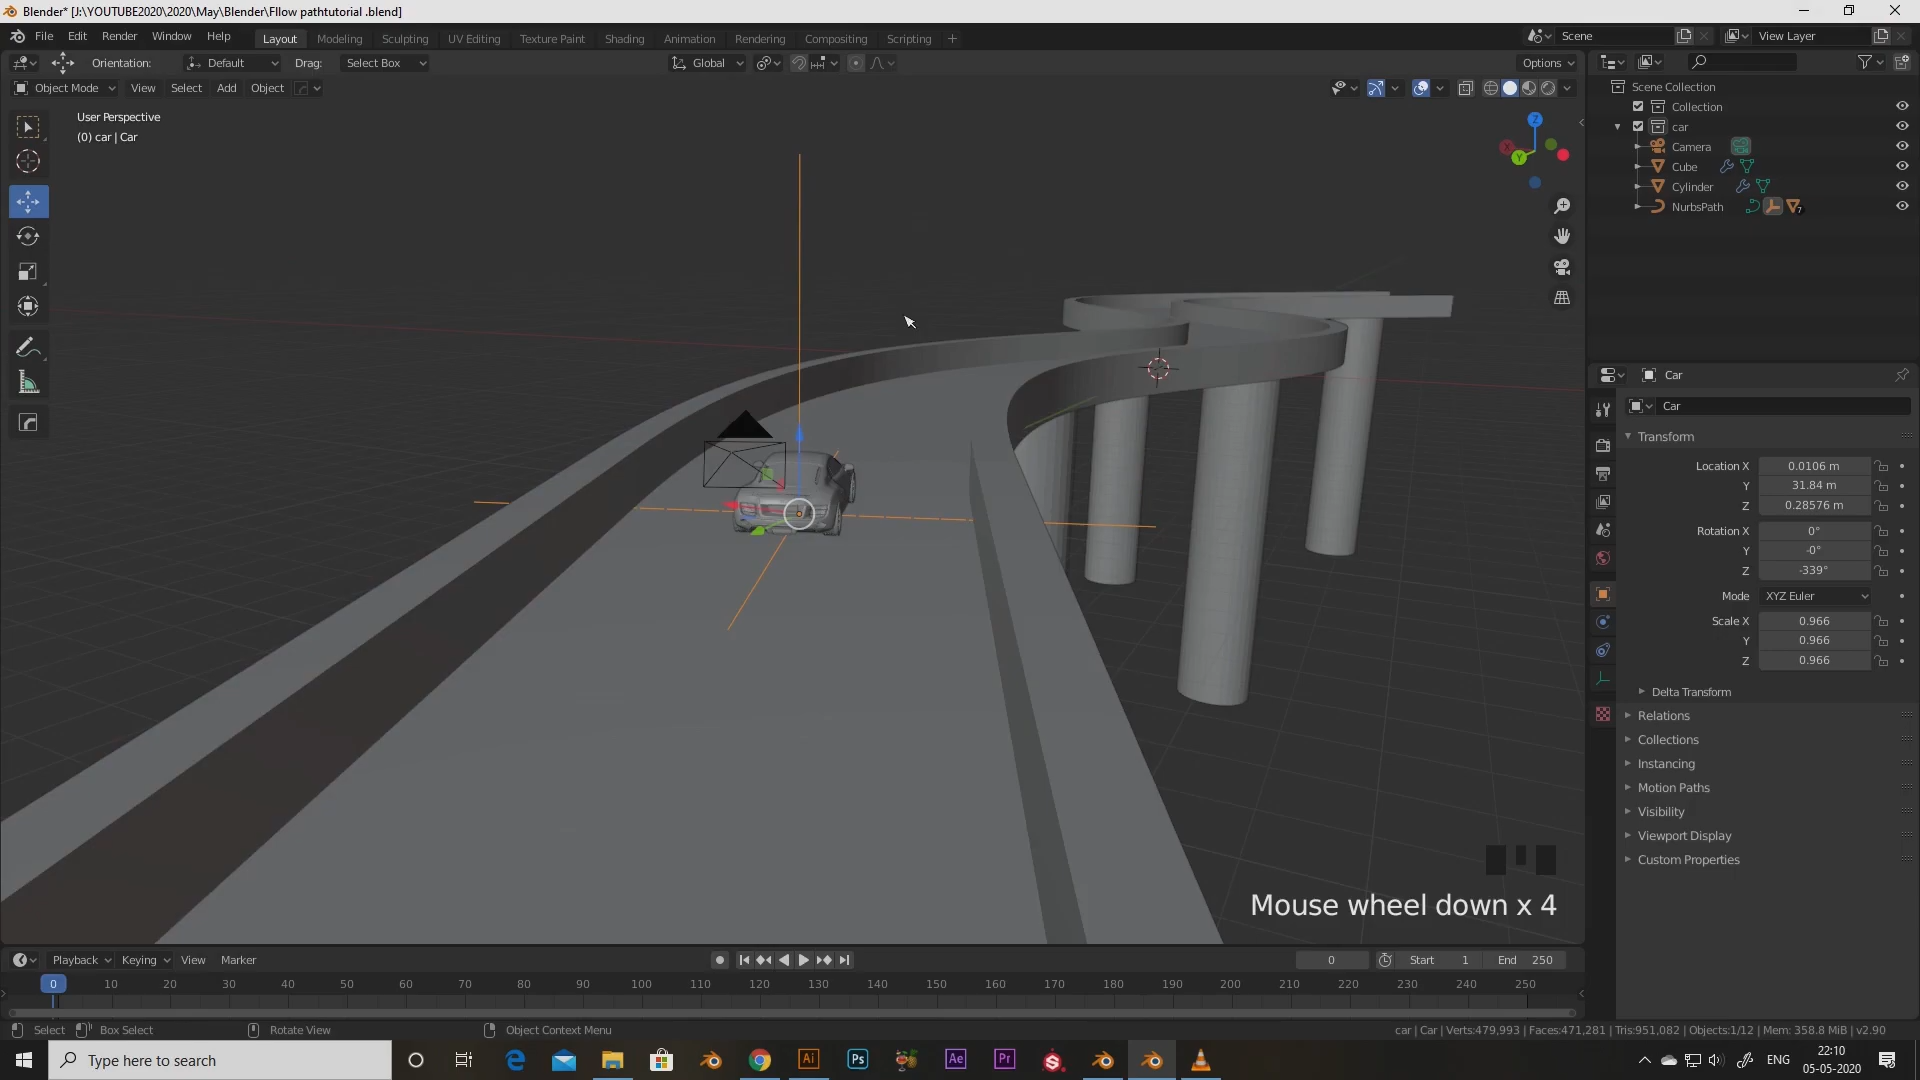 Blender* [J:\YOUTUBE2020\2020\May\Blender\Fllow pathtutorial .blend]
File Edit Render Window Help Layout Modeling Sculpting UV Editing Texture Paint Shading Animation Rendering Compositing Scripting Scene View Layer
Orientation: Default Drag: Select Box Global Options
Object Mode View Select Add Object
User Perspective
(0) car | Car
Z
X
Y
Scene Collection
Collection
car
Camera
Cube
Cylinder
NurbsPath 7
Car
Car
Transform
Location X 0.0106 m
Y 31.84 m
Z 0.28576 m
Rotation X 0°
Y -0°
Z -339°
Mode XYZ Euler
Scale X 0.966
Y 0.966
Z 0.966
Delta Transform
Relations
Collections
Instancing
Motion Paths
Visibility
Viewport Display
Custom Properties
Mouse wheel down x 4
Playback Keying View Marker 0 Start 1 End 250
0 10 20 30 40 50 60 70 80 90 100 110 120 130 140 150 160 170 180 190 200 210 220 230 240 250
Select Box Select Rotate View Object Context Menu car | Car | Verts:479,993 | Faces:471,281 | Tris:951,082 | Objects:1/12 | Mem: 358.8 MiB | v2.90
Type here to search Ai Ps Ae Pr ENG 22:10
05-05-2020